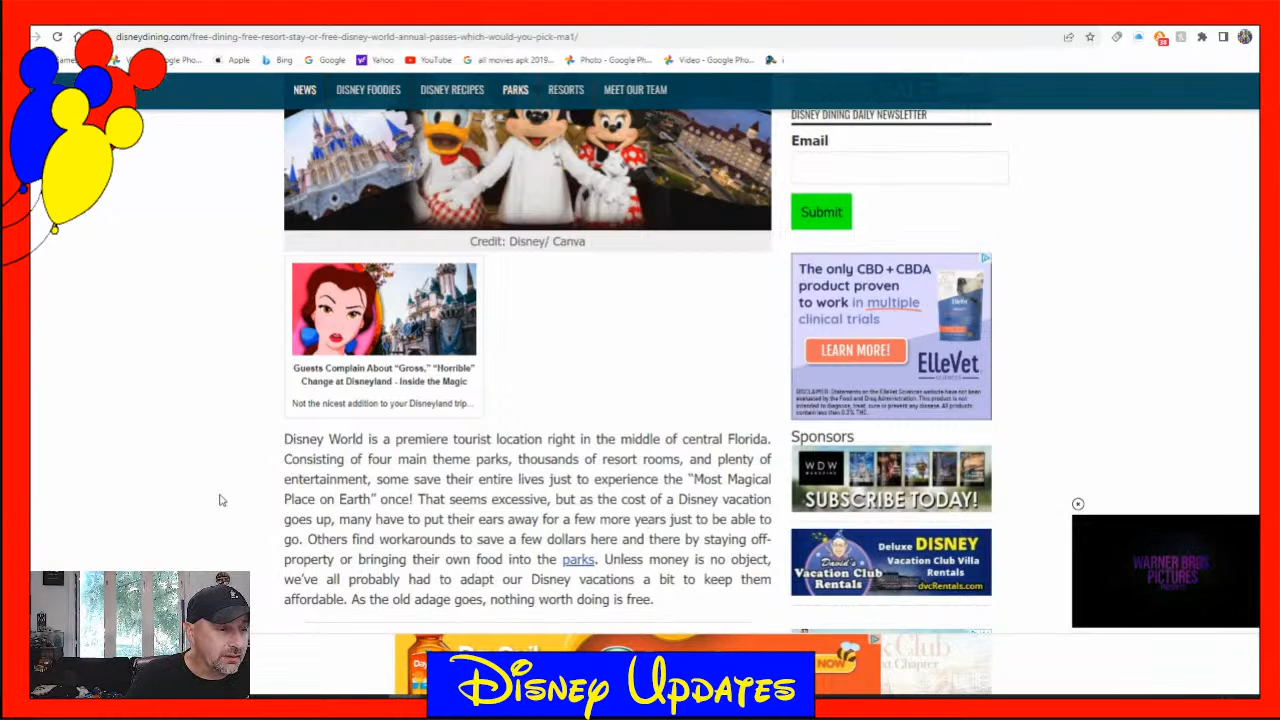 disneydining.com/free-dining-free-resort-stay-or-free-disney-world-annual-passes-which-would-you-pick-ma1/
Apple
Bing
Google
Yahoo
YouTube
all movies apk 2019...
Photo - Google Ph...
Video - Google Pho...
NEWS
DISNEY FOODIES
DISNEY RECIPES
PARKS
RESORTS
MEET OUR TEAM
DISNEY DINING DAILY NEWSLETTER
Email
Submit
Credit: Disney/ Canva
Guests Complain About “Gross,” “Horrible”
Change at Disneyland - Inside the Magic
Not the nicest addition to your Disneyland trip...
The only CBD + CBDA
product proven
to work in multiple
clinical trials
LEARN MORE!
ElleVet
SCIENCES
Disney World is a premiere tourist location right in the middle of central Florida.
Consisting of four main theme parks, thousands of resort rooms, and plenty of
entertainment, some save their entire lives just to experience the “Most Magical
Place on Earth” once! That seems excessive, but as the cost of a Disney vacation
goes up, many have to put their ears away for a few more years just to be able to
go. Others find workarounds to save a few dollars here and there by staying off-
property or bringing their own food into the parks. Unless money is no object,
we’ve all probably had to adapt our Disney vacations a bit to keep them
affordable. As the old adage goes, nothing worth doing is free.
Sponsors
WDW
MAGAZINE
SUBSCRIBE TODAY!
David's
Vacation Club
Rentals
Deluxe DISNEY
Vacation Club Villa
Rentals
dvcRentals.com
WARNER BROS
PICTURES
NOW
Club
t Chapter
Disney Updates